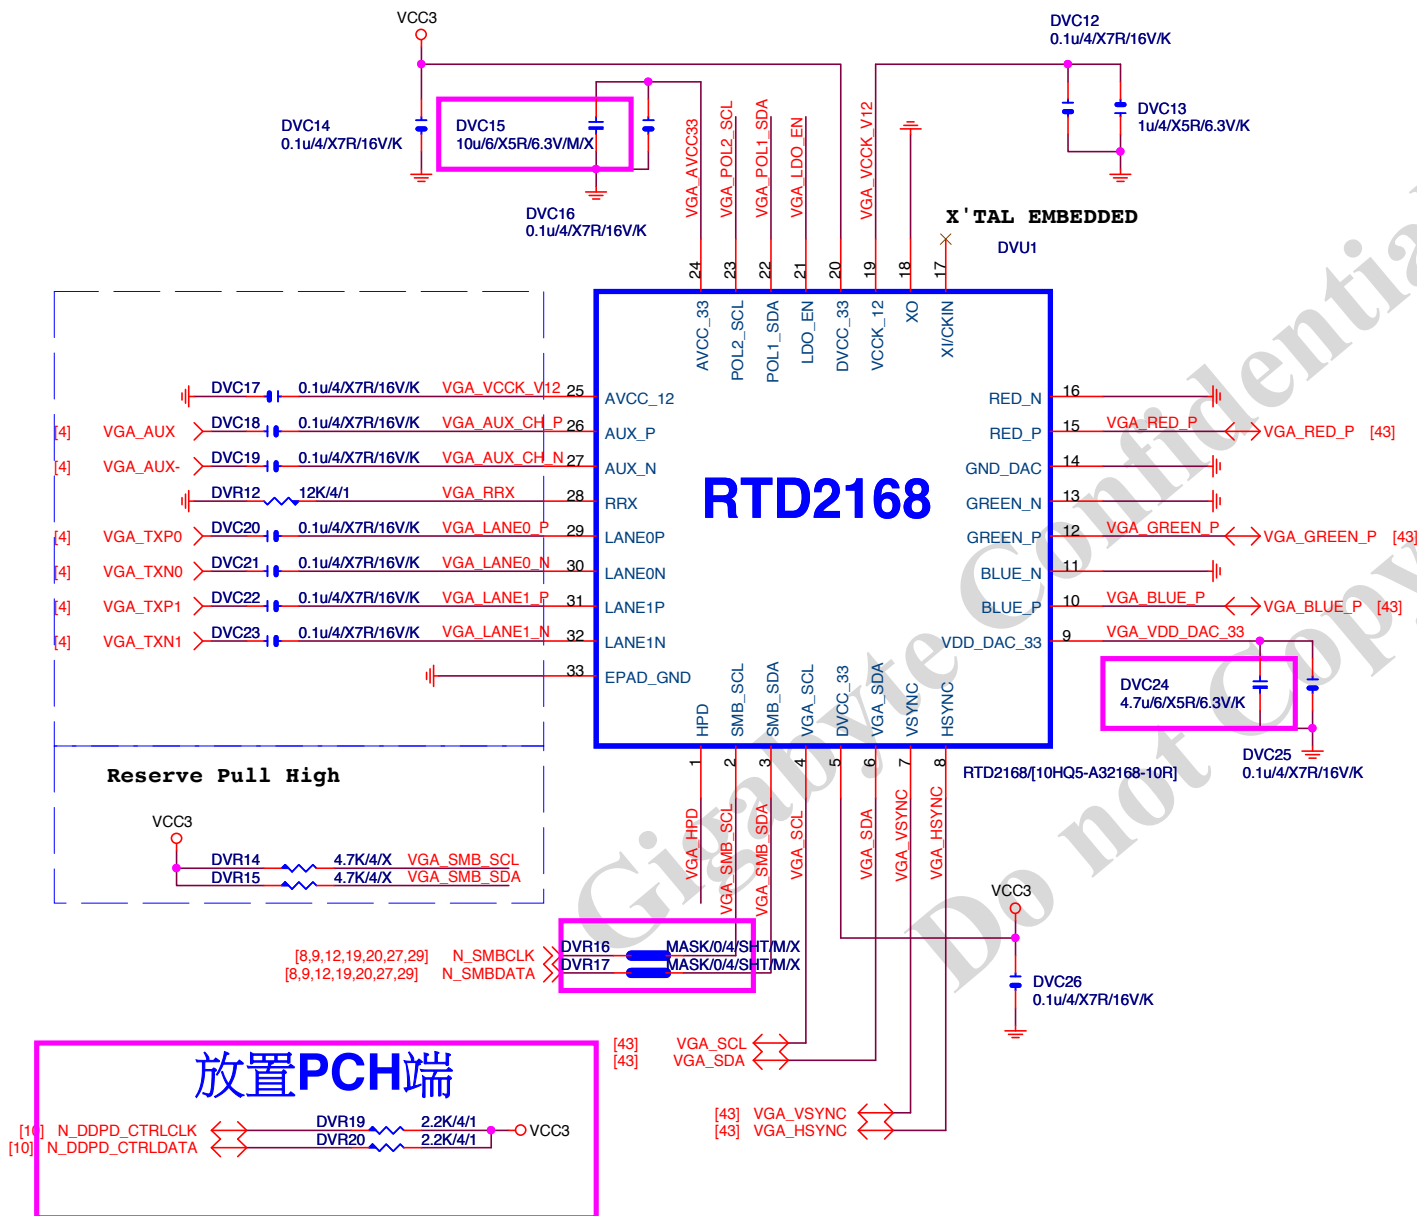 VCC3
DVC12
0.1u/4/X7R/16V/K
DVC14
0.1u/4/X7R/16V/K
DVC15
10u/6/X5R/6.3V/M/X
DVC13
1u/4/X5R/6.3V/K
DVC16
0.1u/4/X7R/16V/K
VGA_AVCC33
VGA_POL2_SCL
VGA_POL1_SDA
VGA_LDO_EN
VGA_VCCK_V12
X'TAL EMBEDDED
DVU1
24
23
22
21
20
19
18
17
AVCC_33
POL2_SCL
POL1_SDA
LDO_EN
DVCC_33
VCCK_12
XO
XI/CKIN
DVC17 0.1u/4/X7R/16V/K VGA_VCCK_V12 25 AVCC_12
[4] VGA_AUX DVC18 0.1u/4/X7R/16V/K VGA_AUX_CH_P 26 AUX_P
[4] VGA_AUX- DVC19 0.1u/4/X7R/16V/K VGA_AUX_CH_N 27 AUX_N
DVR12 12K/4/1 VGA_RRX 28 RRX
[4] VGA_TXP0 DVC20 0.1u/4/X7R/16V/K VGA_LANE0_P 29 LANE0P
[4] VGA_TXN0 DVC21 0.1u/4/X7R/16V/K VGA_LANE0_N 30 LANE0N
[4] VGA_TXP1 DVC22 0.1u/4/X7R/16V/K VGA_LANE1_P 31 LANE1P
[4] VGA_TXN1 DVC23 0.1u/4/X7R/16V/K VGA_LANE1_N 32 LANE1N
33 EPAD_GND
RTD2168
RED_N 16
RED_P 15 VGA_RED_P VGA_RED_P [43]
GND_DAC 14
GREEN_N 13
GREEN_P 12 VGA_GREEN_P VGA_GREEN_P [43]
BLUE_N 11
BLUE_P 10 VGA_BLUE_P VGA_BLUE_P [43]
VDD_DAC_33 9 VGA_VDD_DAC_33
DVC24
4.7u/6/X5R/6.3V/K
DVC25
0.1u/4/X7R/16V/K
HPD
SMB_SCL
SMB_SDA
VGA_SCL
DVCC_33
VGA_SDA
VSYNC
HSYNC
1
2
3
4
5
6
7
8
RTD2168/[10HQ5-A32168-10R]
VGA_HPD
VGA_SMB_SCL
VGA_SMB_SDA
VGA_SCL
VGA_SDA
VGA_VSYNC
VGA_HSYNC
Reserve Pull High
VCC3
DVR14 4.7K/4/X VGA_SMB_SCL
DVR15 4.7K/4/X VGA_SMB_SDA
[8,9,12,19,20,27,29] N_SMBCLK DVR16 MASK/0/4/SHT/M/X
[8,9,12,19,20,27,29] N_SMBDATA DVR17 MASK/0/4/SHT/M/X
VCC3
DVC26
0.1u/4/X7R/16V/K
[43] VGA_SCL
[43] VGA_SDA
[43] VGA_VSYNC
[43] VGA_HSYNC
放置PCH端
[10] N_DDPD_CTRLCLK DVR19 2.2K/4/1 VCC3
[10] N_DDPD_CTRLDATA DVR20 2.2K/4/1
Gigabyte Confidential
Do not Copy